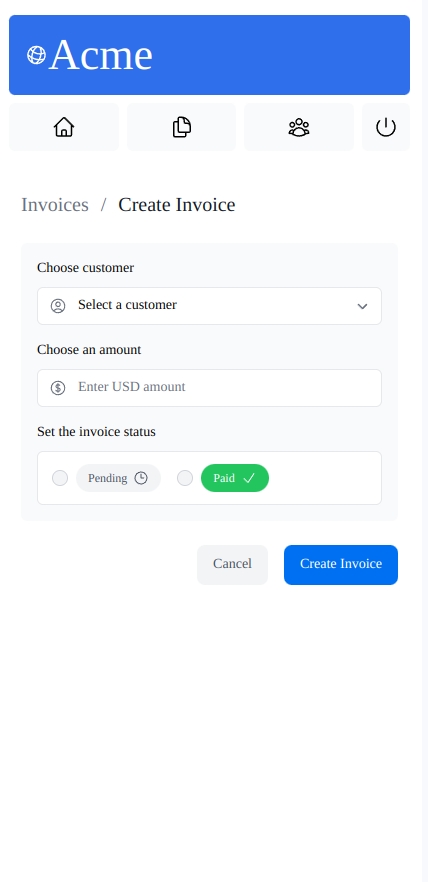 Acme
Invoices / Create Invoice
Choose customer
Select a customer
Choose an amount
Enter USD amount
Set the invoice status
Pending Paid
Cancel Create Invoice